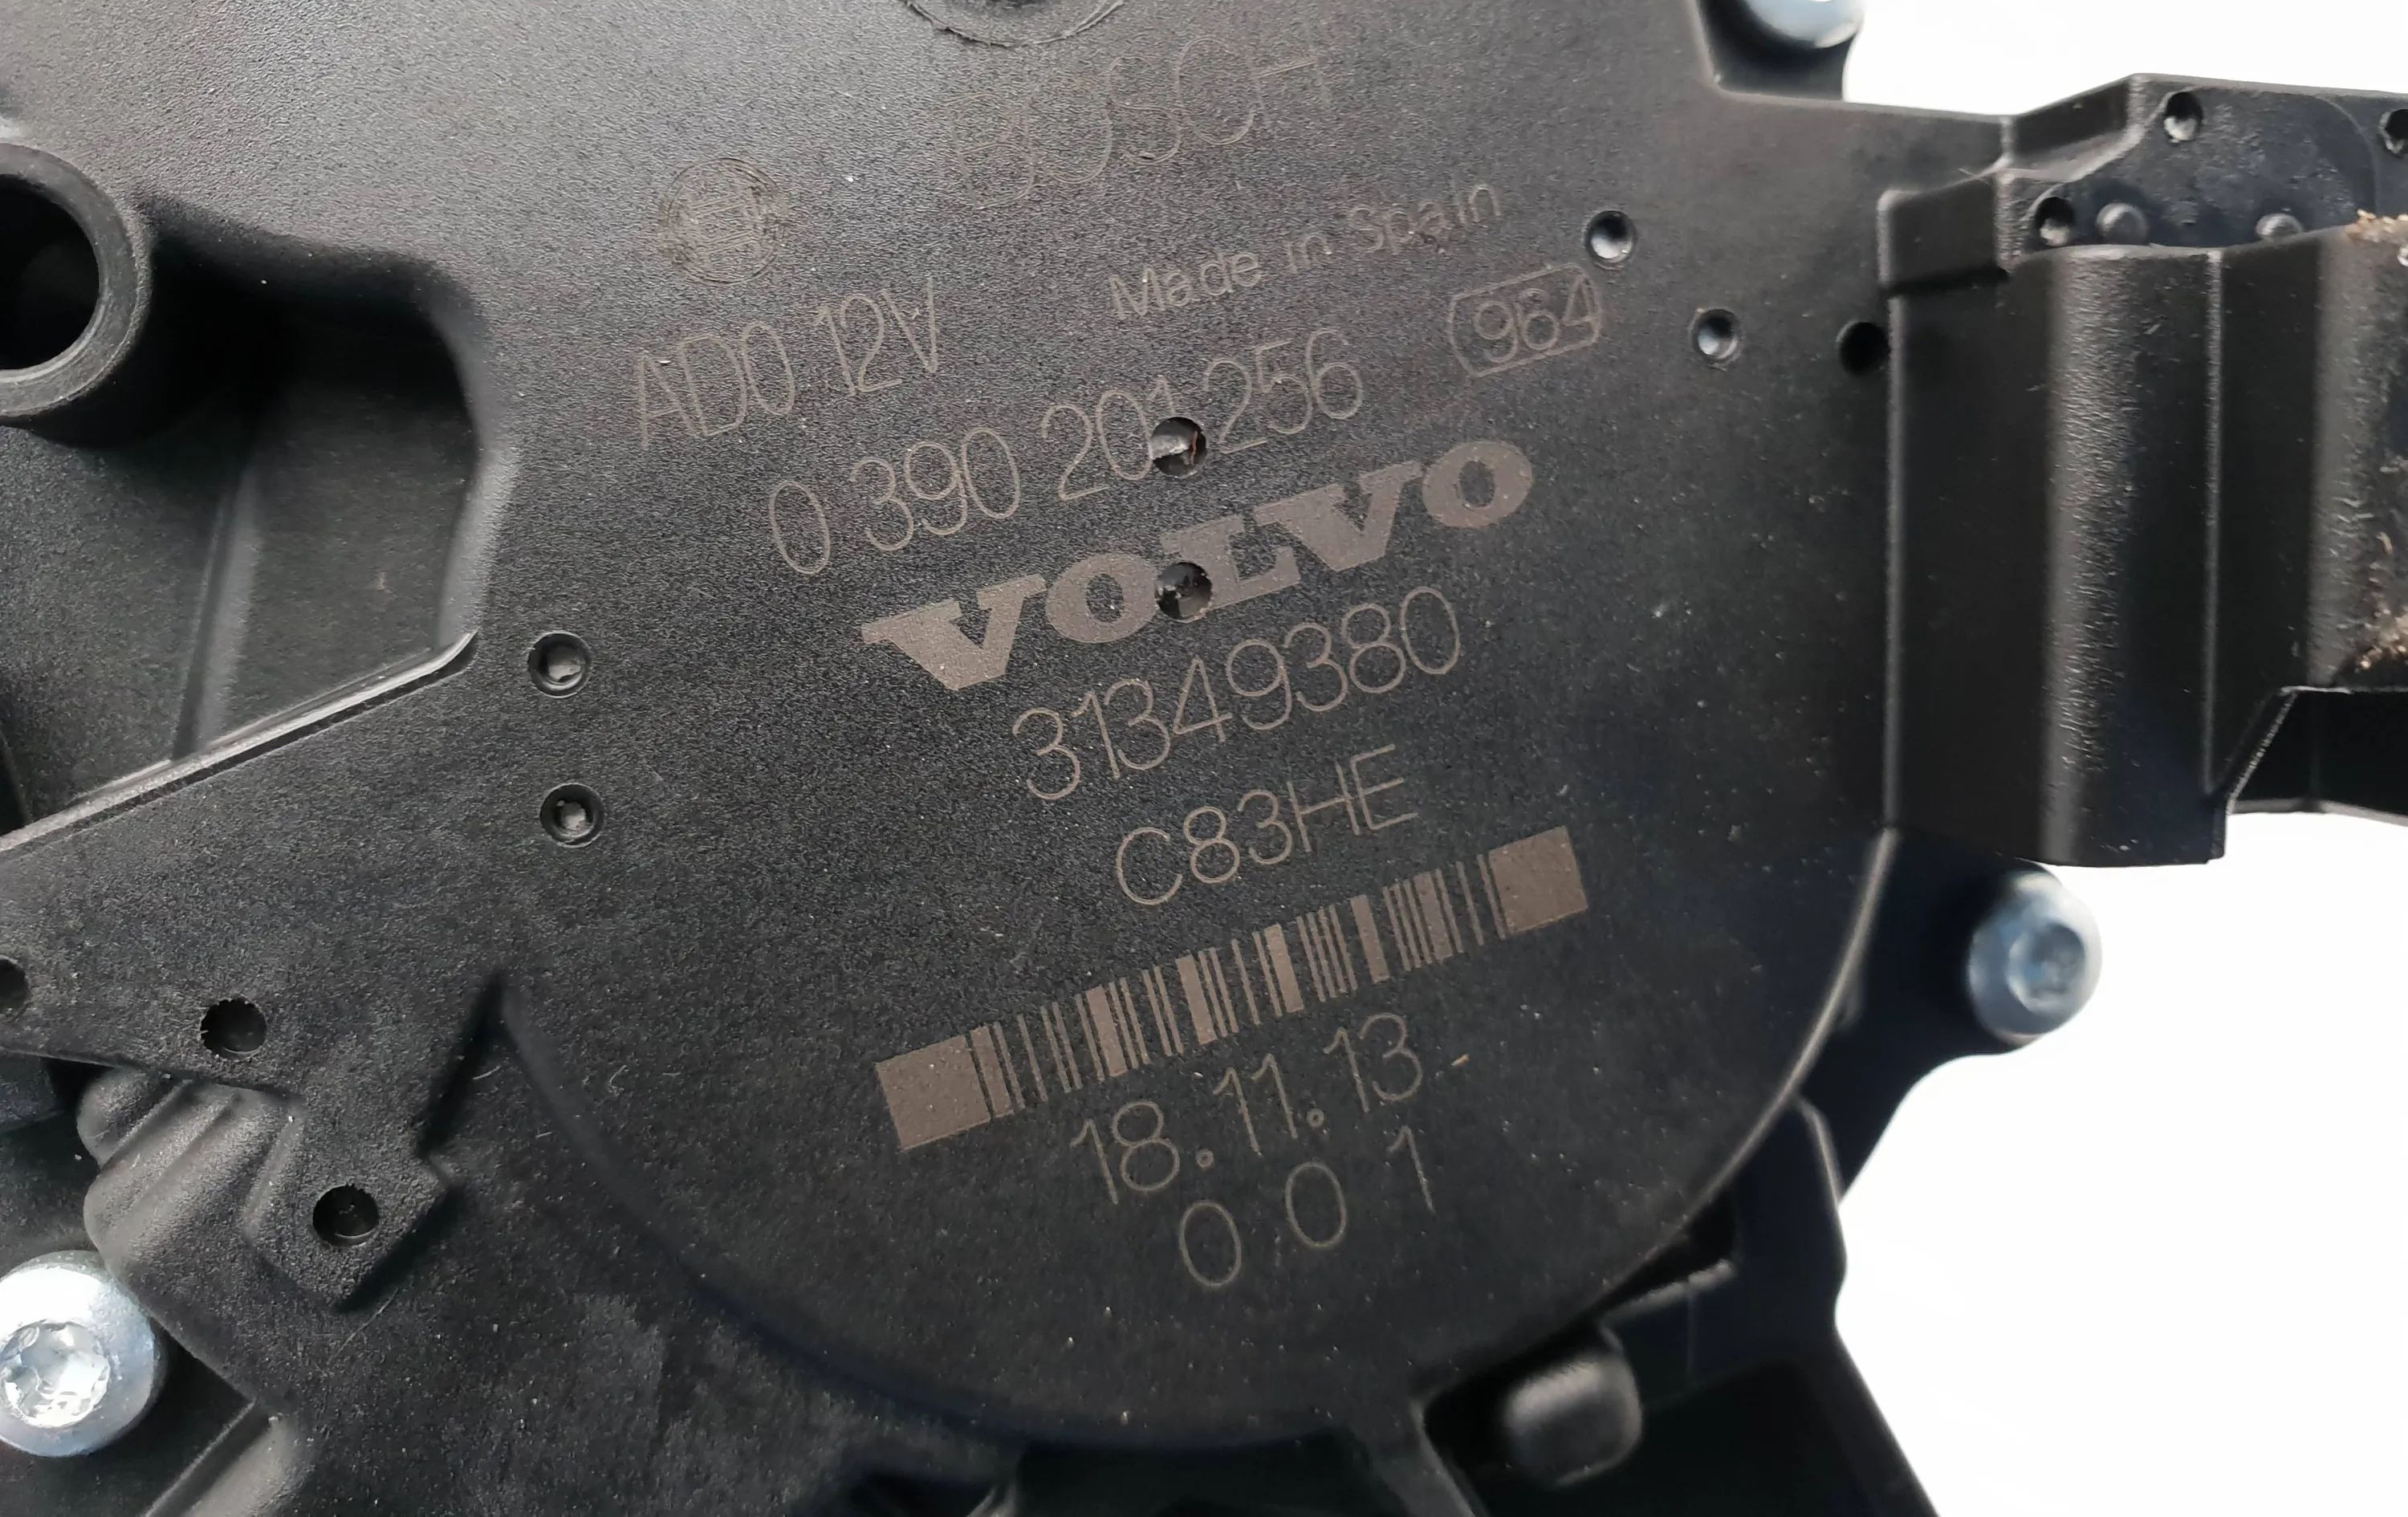 BOSCH
Made in Spain
AD0 12V
964
0 390 201 256
VOLVO
31349380
C83HE
18.11.13
0 0 1